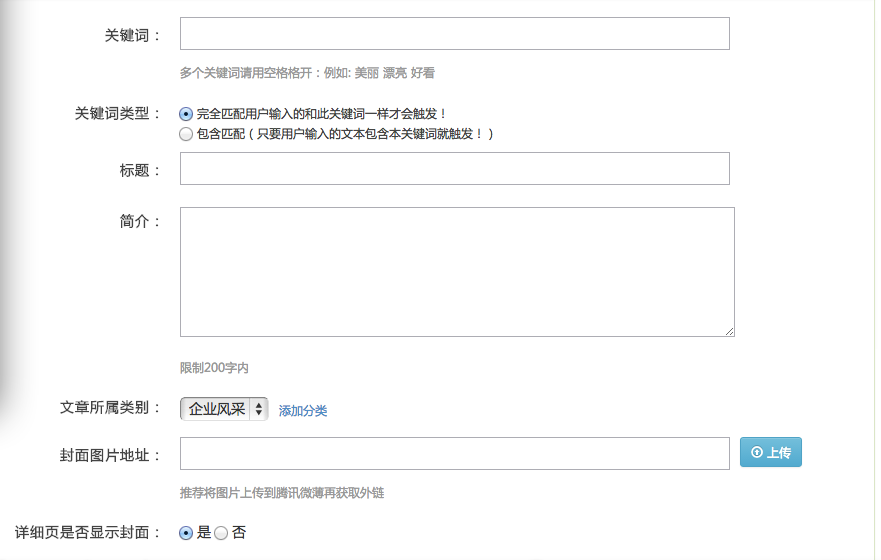 关键词：
多个关键词请用空格格开：例如: 美丽 漂亮 好看
关键词类型： 完全匹配用户输入的和此关键词一样才会触发！
包含匹配（只要用户输入的文本包含本关键词就触发！）
标题：
简介：
限制200字内
文章所属类别： 企业风采 添加分类
封面图片地址： 上传
推荐将图片上传到腾讯微薄再获取外链
详细页是否显示封面： 是 否